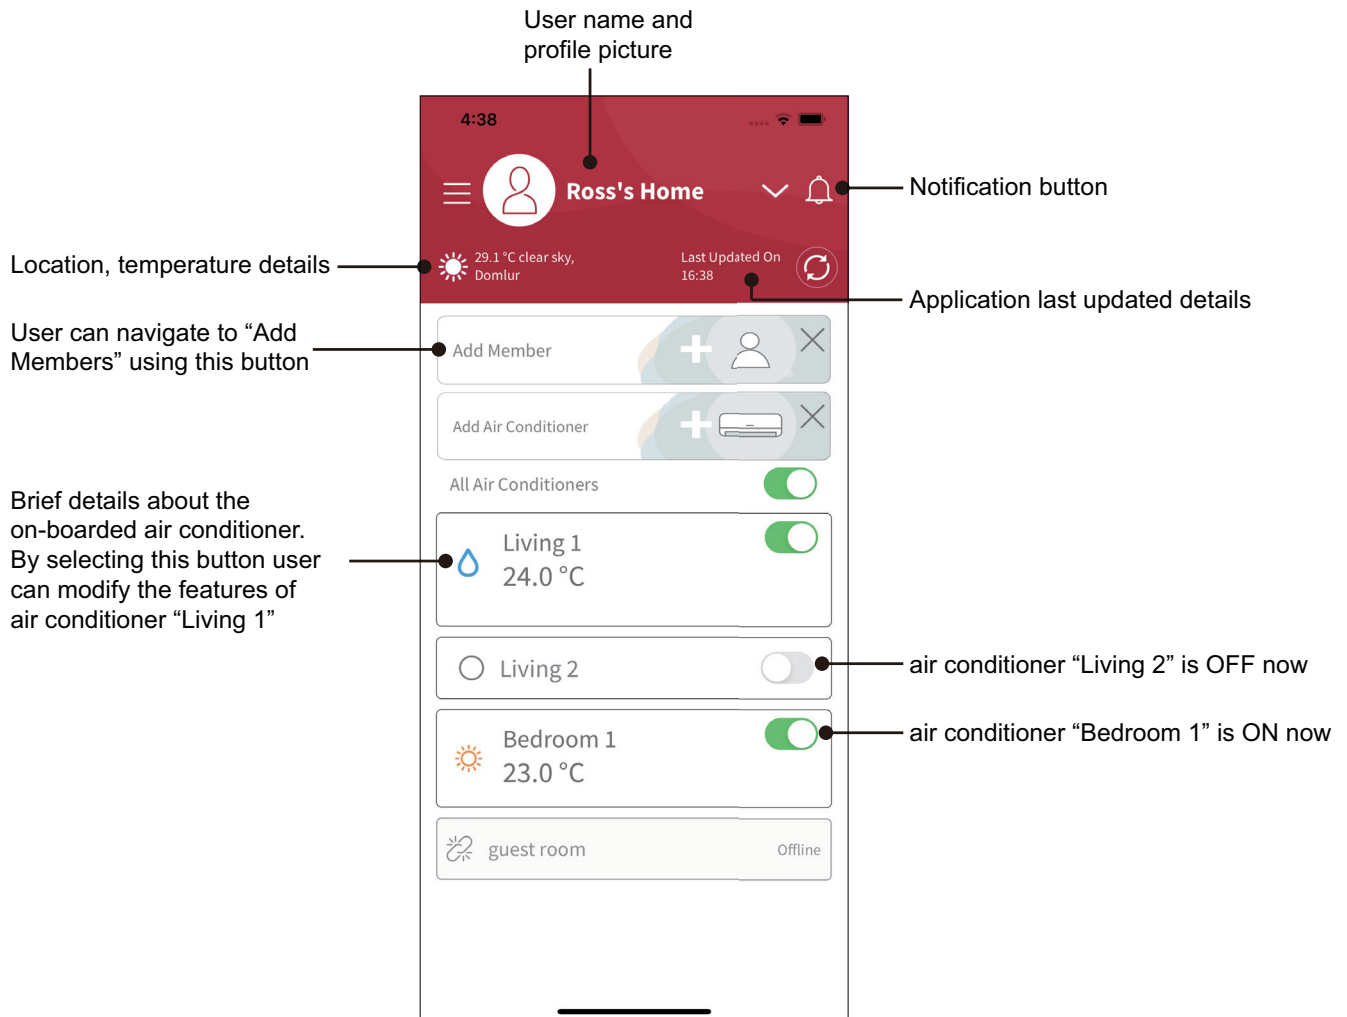 User name and
profile picture
4:38
Ross's Home
Notification button
Location, temperature details
29.1 °C clear sky,
Domlur
Last Updated On
16:38
Application last updated details
User can navigate to “Add
Members” using this button
Add Member
Add Air Conditioner
All Air Conditioners
Brief details about the
on-boarded air conditioner.
By selecting this button user
can modify the features of
air conditioner “Living 1”
Living 1
24.0 °C
Living 2
air conditioner “Living 2” is OFF now
Bedroom 1
23.0 °C
air conditioner “Bedroom 1” is ON now
guest room
Offline